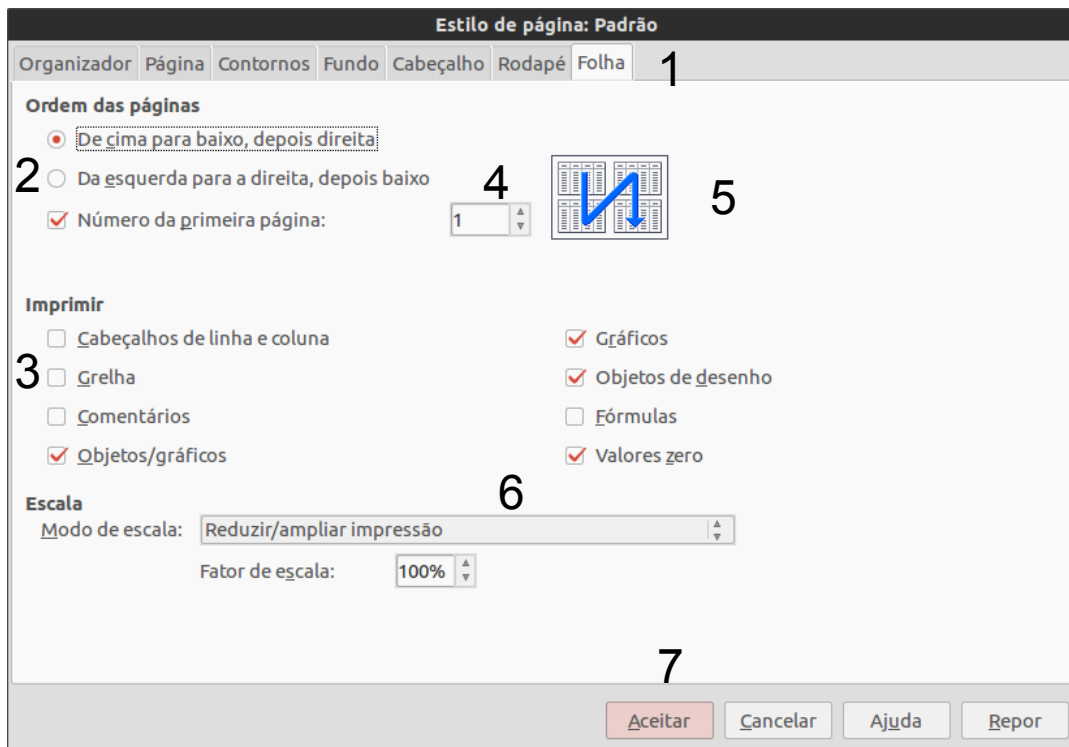 Estilo de página: Padrão
Organizador Página Contornos Fundo Cabeçalho Rodapé Folha 1
Ordem das páginas
De cima para baixo, depois direita
2 Da esquerda para a direita, depois baixo 4 5
Número da primeira página: 1
Imprimir
Cabeçalhos de linha e coluna Gráficos
3 Grelha Objetos de desenho
Comentários Fórmulas
Objetos/gráficos Valores zero
6
Escala
Modo de escala: Reduzir/ampliar impressão
Fator de escala: 100%
7
Aceitar Cancelar Ajuda Repor